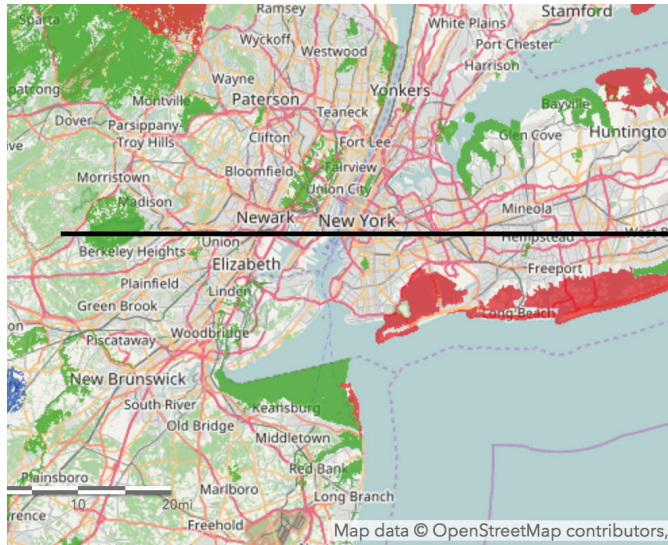 Ramsey
Stamford
Sparta
Wyckoff
White Plains
Port Chester
Westwood
Harrison
Wayne
Yonkers
patcong
Montville
Paterson
Bayville
Teaneck
Dover
Parsippany
Clifton
Fort Lee
Glen Cove
Huntington
Troy Hills
Bloomfield
Fairview
Morristown
Union City
Madison
Mineola
Newark
New York
Berkeley Heights
Union
Hempstead
Elizabeth
Freeport
Plainfield
Linden
Green Brook
Long Beach
Woodbridge
Piscataway
New Brunswick
South River
Keansburg
Old Bridge
Middletown
Red Bank
Plainsboro
Marlboro
Long Branch
10
20mi
rence
Freehold
Map data © OpenStreetMap contributors,